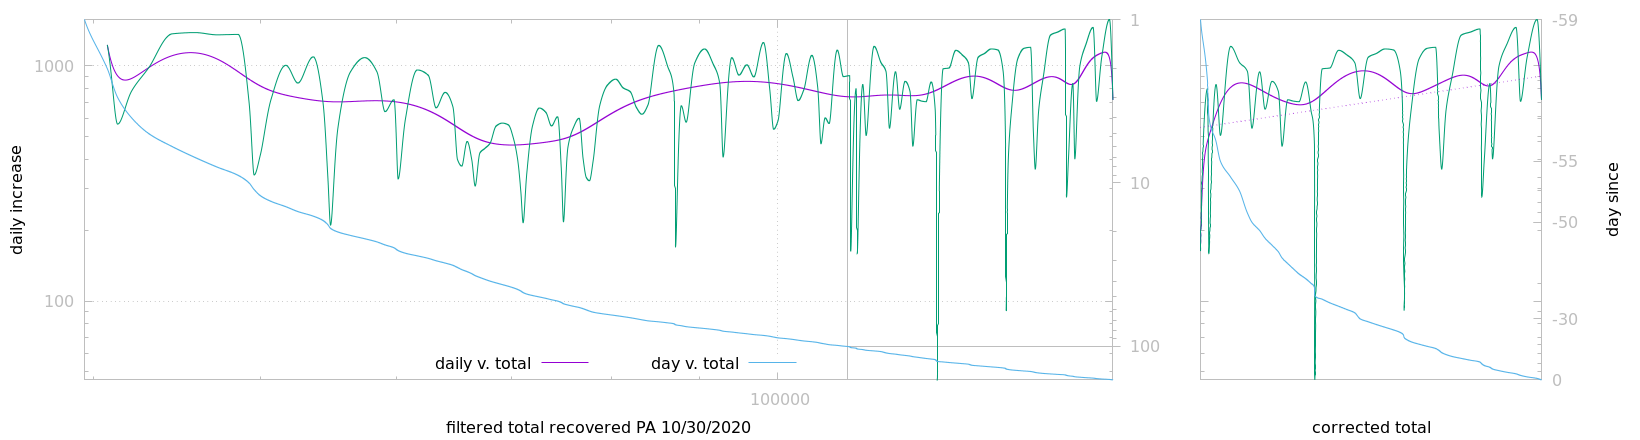 daily increase
1000
100
daily v. total
day v. total
100000
filtered total recovered PA 10/30/2020
1
10
100
-59
-55
-50
-30
0
day since
corrected total